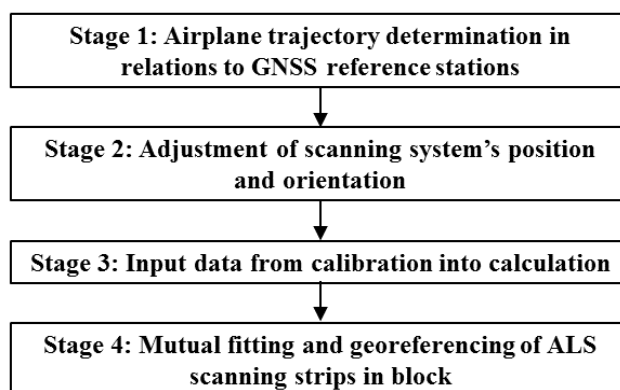 Stage 1: Airplane trajectory determination in
relations to GNSS reference stations
Stage 2: Adjustment of scanning system's position
and orientation
Stage 3: Input data from calibration into calculation
Stage 4: Mutual fitting and georeferencing of ALS
scanning strips in block